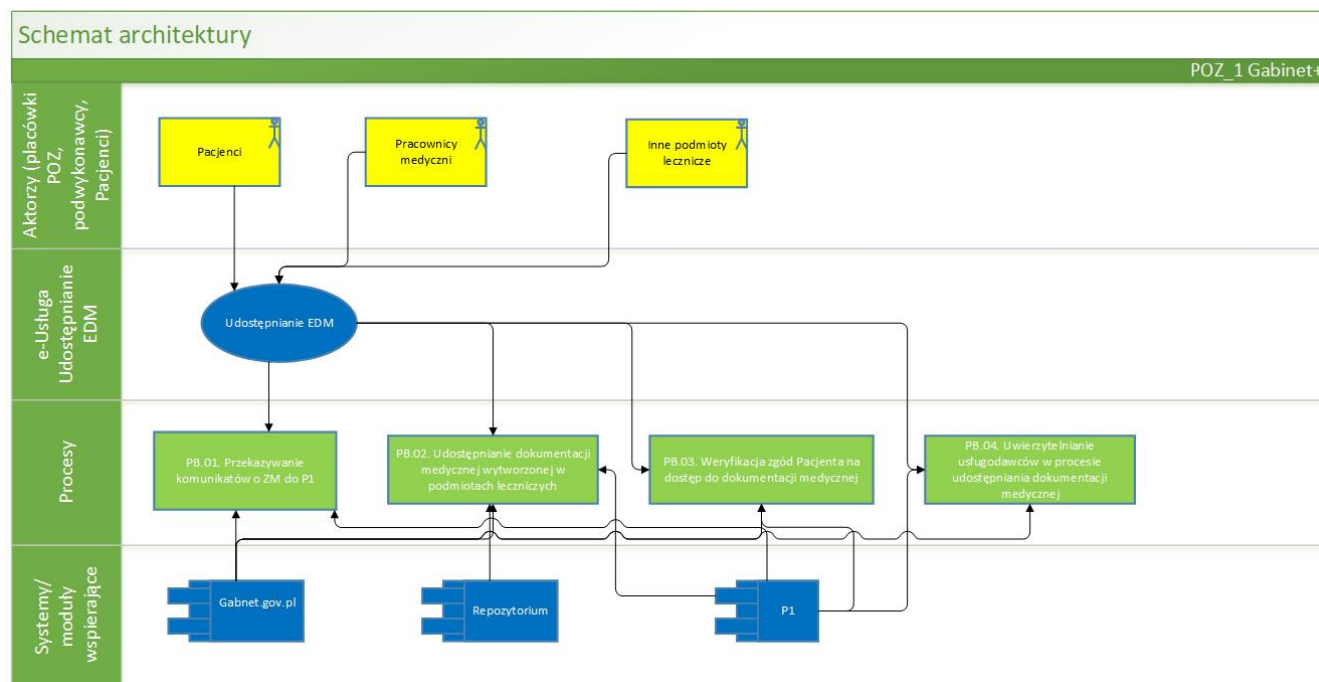 Schemat architektury
POZ_1 Gabinet+
Aktorzy (placówki
POZ,
podwykonawcy,
Pacjenci)
Pacjenci
Pracownicy
medyczni
Inne podmioty
lecznicze
e-Usługa
Udostępnianie
EDM
Udostępnianie EDM
Procesy
PB.01. Przekazywanie
komunikatów o ZM do P1
PB.02. Udostępnianie dokumentacji
medycznej wytworzonej w
podmiotach leczniczych
PB.03. Weryfikacja zgód Pacjenta na
dostęp do dokumentacji medycznej
PB.04. Uwierzytelnianie
usługodawców w procesie
udostępniania dokumentacji
medycznej
Systemy/
moduły
wspierające
Gabnet.gov.pl
Repozytorium
P1